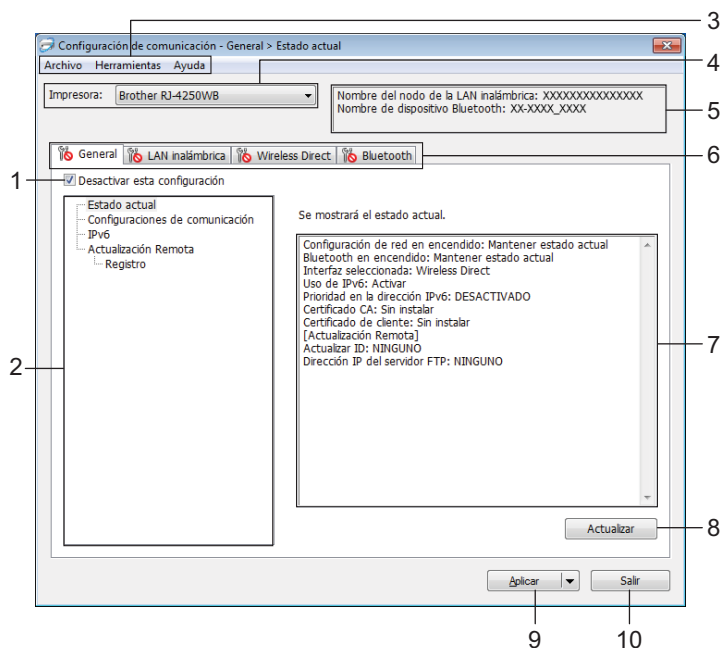 3
Configuración de comunicación - General > Estado actual
Archivo Herramientas Ayuda
4
Impresora: Brother RJ-4250WB
Nombre del nodo de la LAN inalámbrica: XXXXXXXXXXXXXXX
Nombre de dispositivo Bluetooth: XX-XXXX_XXXX
5
General LAN inalámbrica Wireless Direct Bluetooth
6
1
Desactivar esta configuración
Estado actual
Configuraciones de comunicación
IPv6
Actualización Remota
Registro
2
Se mostrará el estado actual.
Configuración de red en encendido: Mantener estado actual
Bluetooth en encendido: Mantener estado actual
Interfaz seleccionada: Wireless Direct
Uso de IPv6: Activar
Prioridad en la dirección IPv6: DESACTIVADO
Certificado CA: Sin instalar
Certificado de cliente: Sin instalar
[Actualización Remota]
Actualizar ID: NINGUNO
Dirección IP del servidor FTP: NINGUNO
7
Actualizar
8
Aplicar
Salir
9
10